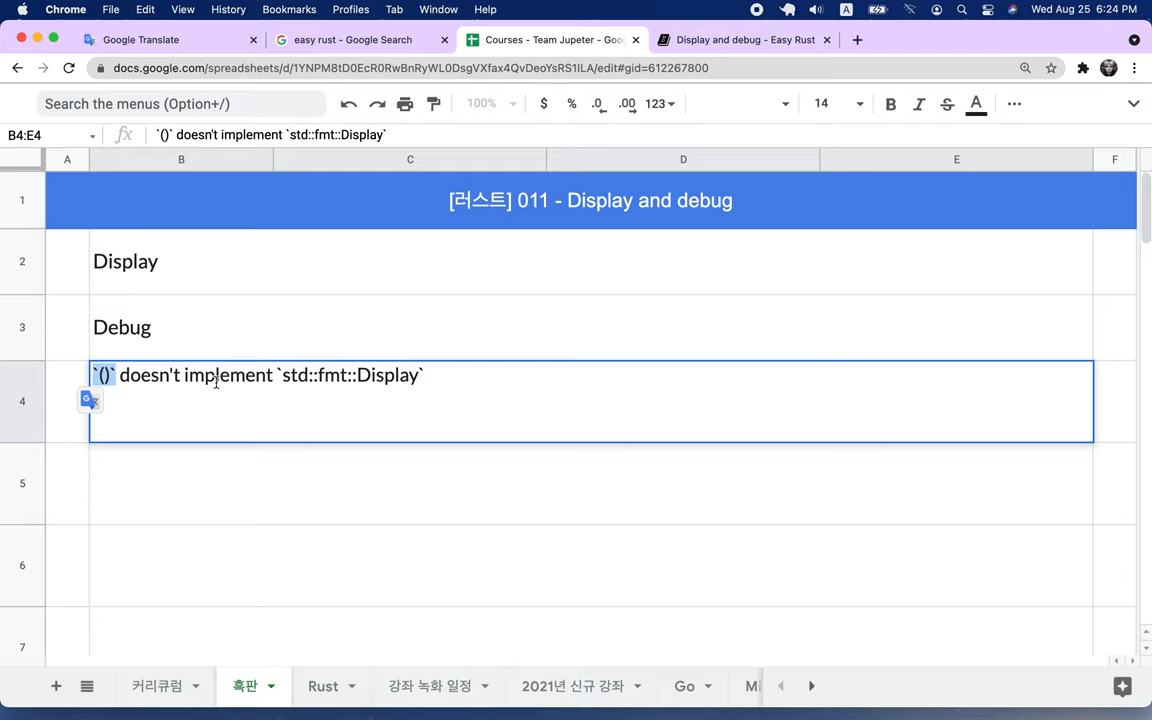 Chrome File Edit View History Bookmarks Profiles Tab Window Help A Wed Aug 25 6:24 PM
Google Translate easy rust - Google Search Courses - Team Jupeter - Goo Display and debug - Easy Rust
docs.google.com/spreadsheets/d/1YNPM8tD0EcR0RwBnRyWL0DsgVXfax4QvDeoYsRS1ILA/edit#gid=612267800
Search the menus (Option+/) 100% $ % .0 .00 123 14 B I S A
B4:E4 fx `()` doesn't implement `std::fmt::Display`
A B C D E F
1 [러스트] 011 - Display and debug
2 Display
3 Debug
4 `()` doesn't implement `std::fmt::Display`
5
6
7
커리큘럼 흑판 Rust 강좌 녹화 일정 2021년 신규 강좌 Go Mi